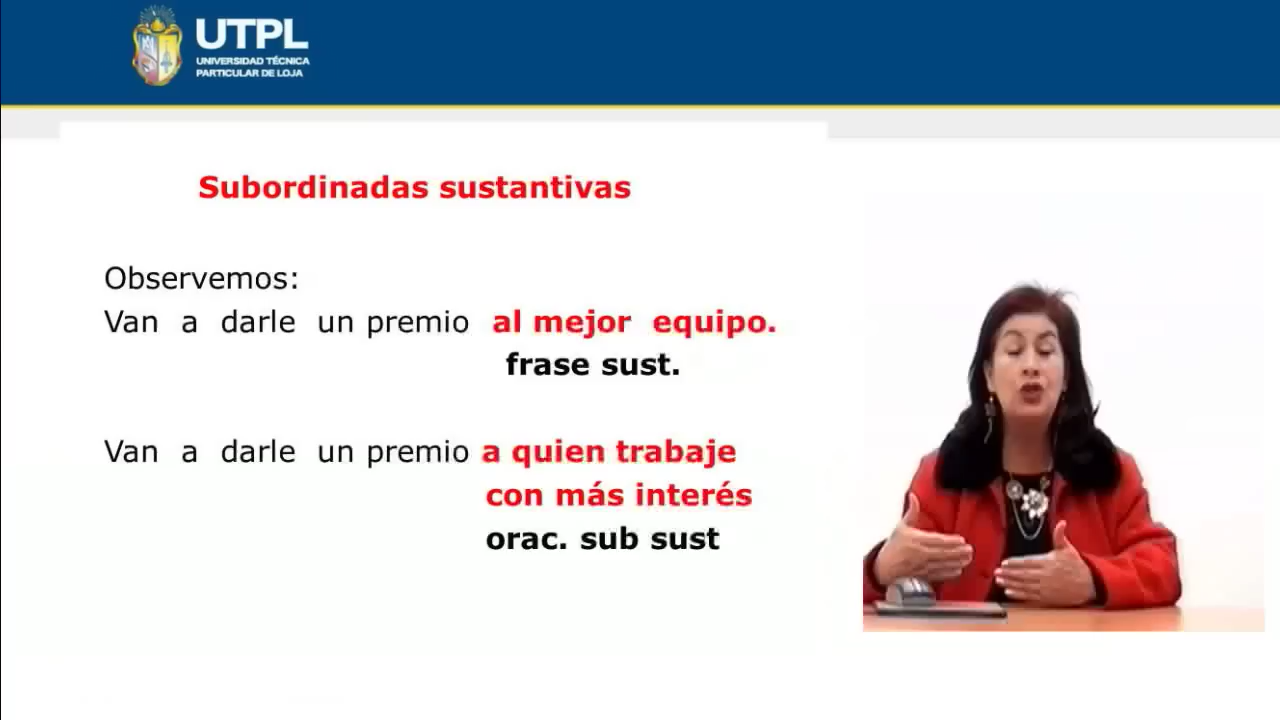 UTPL
UNIVERSIDAD TÉCNICA
PARTICULAR DE LOJA
Subordinadas sustantivas
Observemos:
Van a darle un premio al mejor equipo.
frase sust.
Van a darle un premio a quien trabaje
con más interés
orac. sub sust